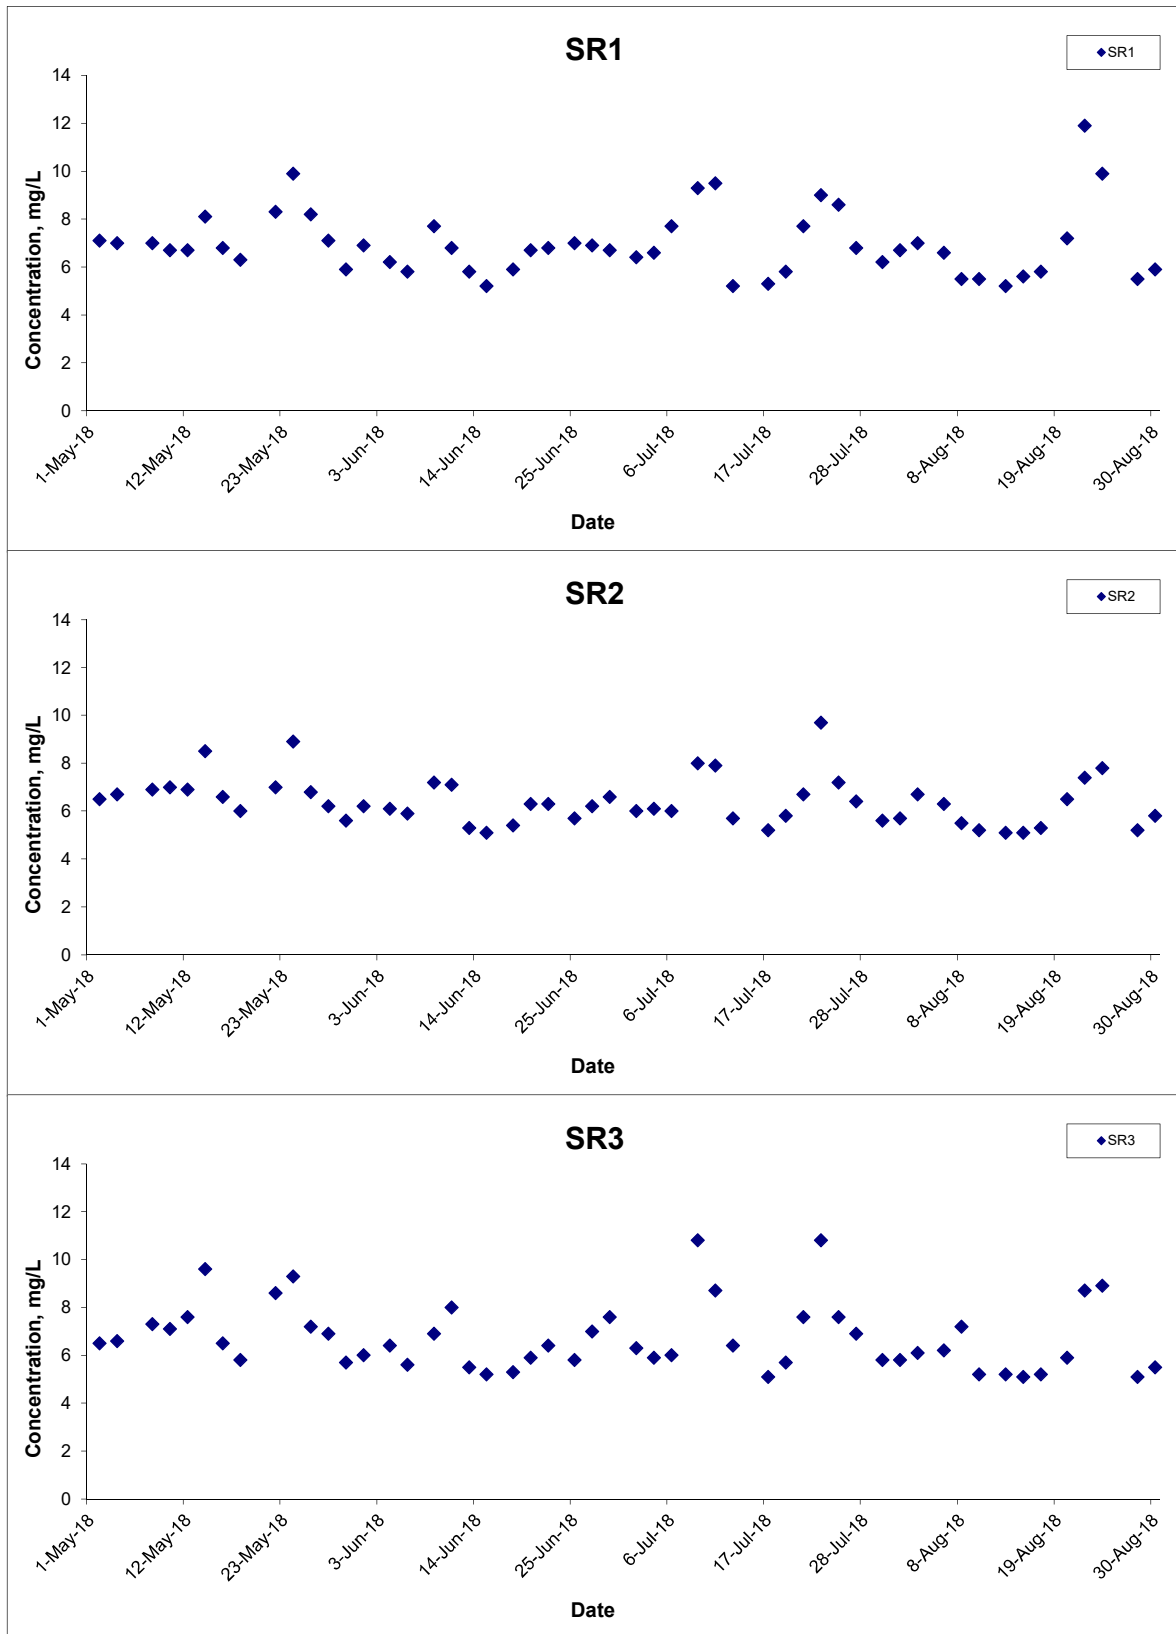 SR1
SR1
14
12
10
8
6
4
2
0
Concentration, mg/L
1-May-18
12-May-18
23-May-18
3-Jun-18
14-Jun-18
25-Jun-18
6-Jul-18
17-Jul-18
28-Jul-18
8-Aug-18
19-Aug-18
30-Aug-18
Date
SR2
SR2
14
12
10
8
6
4
2
0
Concentration, mg/L
1-May-18
12-May-18
23-May-18
3-Jun-18
14-Jun-18
25-Jun-18
6-Jul-18
17-Jul-18
28-Jul-18
8-Aug-18
19-Aug-18
30-Aug-18
Date
SR3
SR3
14
12
10
8
6
4
2
0
Concentration, mg/L
1-May-18
12-May-18
23-May-18
3-Jun-18
14-Jun-18
25-Jun-18
6-Jul-18
17-Jul-18
28-Jul-18
8-Aug-18
19-Aug-18
30-Aug-18
Date